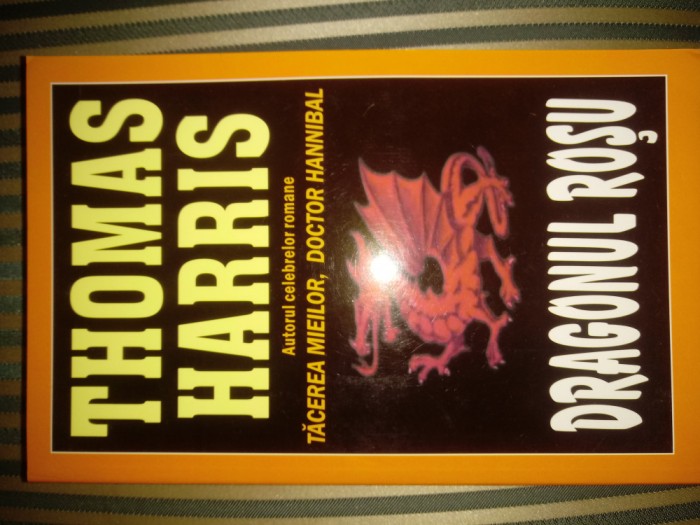 THOMAS
HARRIS
Autorul celebrelor romane
TĂCEREA MIEILOR, DOCTOR HANNIBAL
DRAGONUL ROȘU